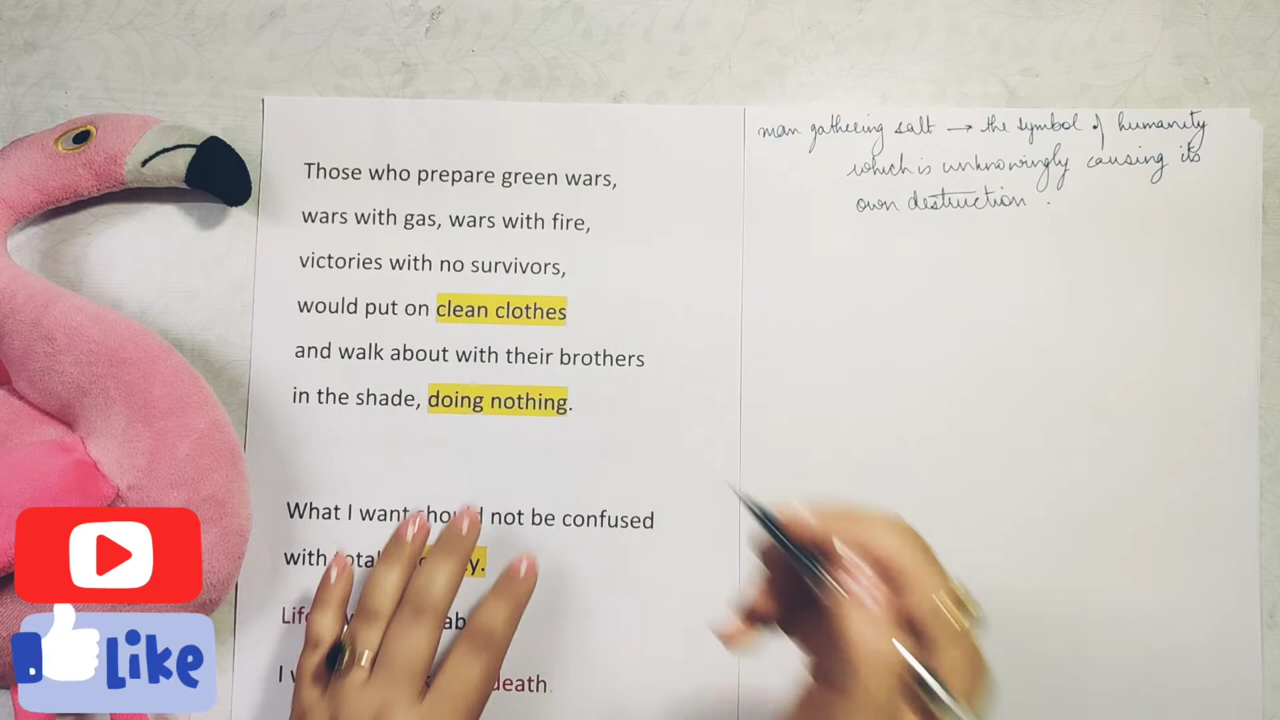 Those who prepare green wars,
wars with gas, wars with fire,
victories with no survivors,
would put on clean clothes
and walk about with their brothers
in the shade, doing nothing.
What I want should not be confused
with total
death.
man gathering salt → the symbol of humanity
which is unknowingly causing its
own destruction.
Like